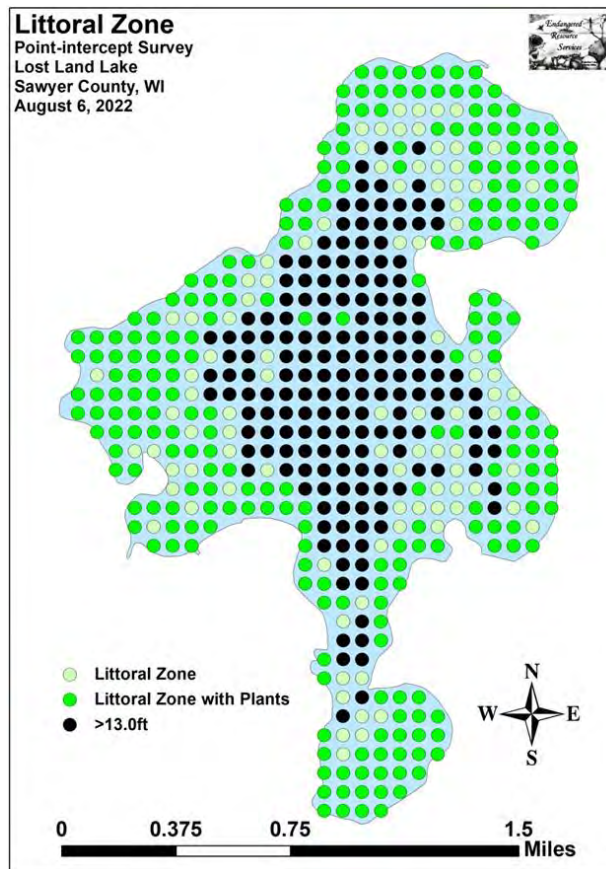 Littoral Zone
Point-intercept Survey
Lost Land Lake
Sawyer County, WI
August 6, 2022
Endangered
Resource
Services
Littoral Zone
Littoral Zone with Plants
>13.0ft
N
W E
S
0 0.375 0.75 1.5
Miles